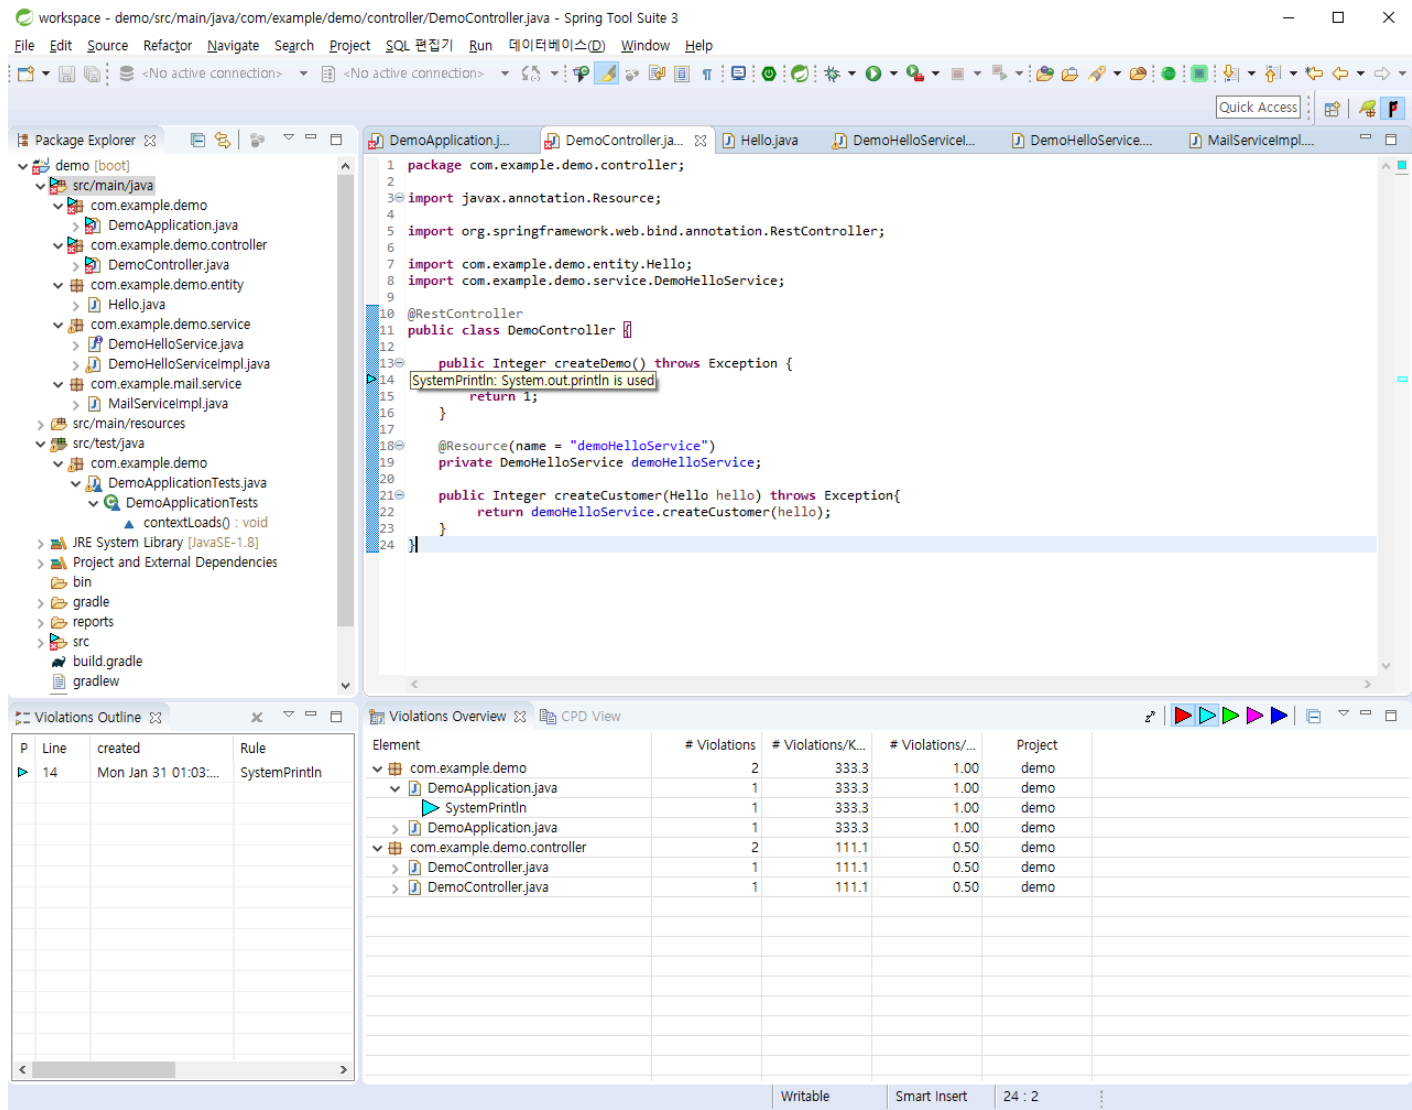 workspace - demo/src/main/java/com/example/demo/controller/DemoController.java - Spring Tool Suite 3
File Edit Source Refactor Navigate Search Project SQL 편집기 Run 데이터베이스(D) Window Help
<No active connection> <No active connection>
Quick Access
Package Explorer
demo [boot]
src/main/java
com.example.demo
DemoApplication.java
com.example.demo.controller
DemoController.java
com.example.demo.entity
Hello.java
com.example.demo.service
DemoHelloService.java
DemoHelloServiceImpl.java
com.example.mail.service
MailServiceImpl.java
src/main/resources
src/test/java
com.example.demo
DemoApplicationTests.java
DemoApplicationTests
contextLoads() : void
JRE System Library [JavaSE-1.8]
Project and External Dependencies
bin
gradle
reports
src
build.gradle
gradlew
DemoApplication.j... DemoController.ja... Hello.java DemoHelloServiceI... DemoHelloService.... MailServiceImpl....
1 package com.example.demo.controller;
2
3 import javax.annotation.Resource;
4
5 import org.springframework.web.bind.annotation.RestController;
6
7 import com.example.demo.entity.Hello;
8 import com.example.demo.service.DemoHelloService;
9
10 @RestController
11 public class DemoController {
12
13 public Integer createDemo() throws Exception {
14 SystemPrintln: System.out.println is used
15 return 1;
16 }
17
18 @Resource(name = "demoHelloService")
19 private DemoHelloService demoHelloService;
20
21 public Integer createCustomer(Hello hello) throws Exception{
22 return demoHelloService.createCustomer(hello);
23 }
24 }
Violations Outline
P Line created Rule
14 Mon Jan 31 01:03:... SystemPrintln
Violations Overview CPD View
Element # Violations # Violations/K... # Violations/... Project
com.example.demo 2 333.3 1.00 demo
DemoApplication.java 1 333.3 1.00 demo
SystemPrintln 1 333.3 1.00 demo
DemoApplication.java 1 333.3 1.00 demo
com.example.demo.controller 2 111.1 0.50 demo
DemoController.java 1 111.1 0.50 demo
DemoController.java 1 111.1 0.50 demo
Writable Smart Insert 24 : 2